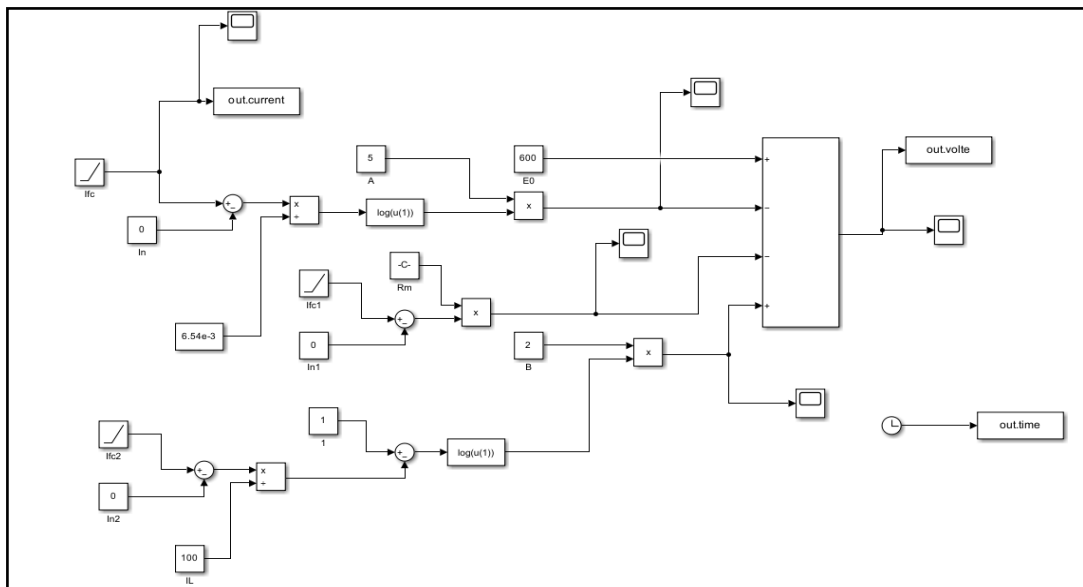 out.current
Ifc
+
−
0
In
×
÷
6.54e-3
log(u(1))
5
A
×
600
E0
+
−
−
+
out.volte
-C-
Rm
Ifc1
+
−
0
In1
×
2
B
×
1
1
+
−
log(u(1))
Ifc2
+
−
0
In2
×
÷
100
IL
out.time